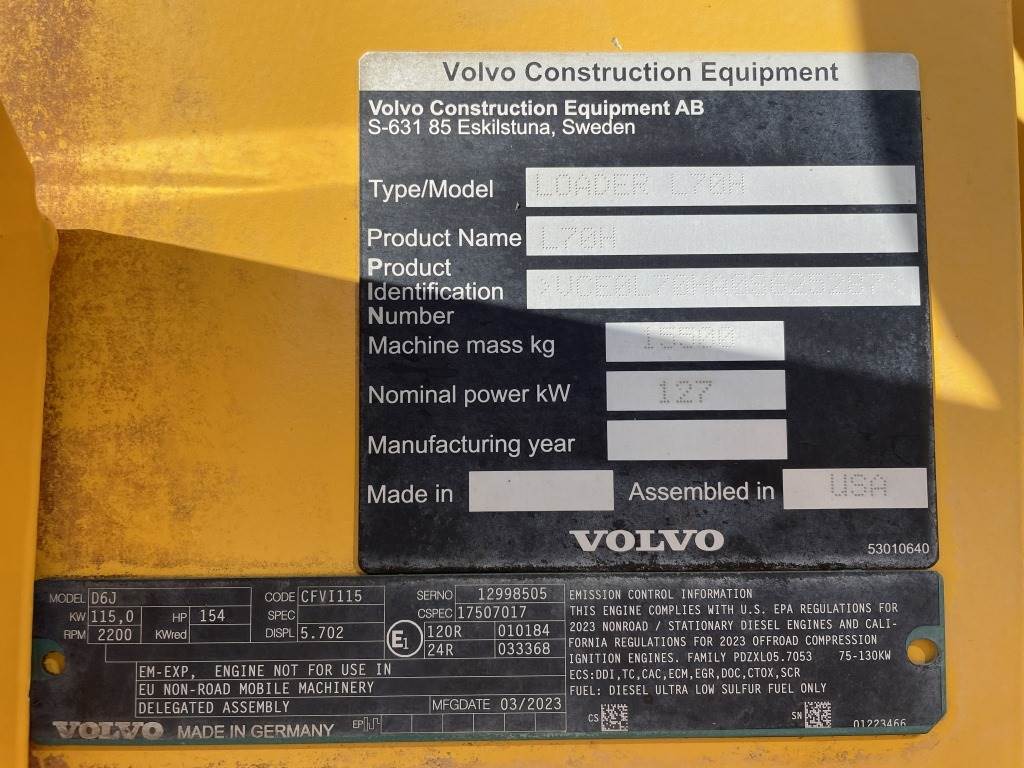 Volvo Construction Equipment
Volvo Construction Equipment AB
S-631 85 Eskilstuna, Sweden
Type/Model LOADER L70H
Product Name L70H
Product
Identification
Number
Machine mass kg 15500
Nominal power kW 127
Manufacturing year
Made in Assembled in USA
VOLVO
53010640
MODEL D6J CODE CFVI115 SERNO 12998505
KW 115,0 HP 154 SPEC CSPEC 17507017
RPM 2200 KWred DISPL 5.702 E1 120R 010184
24R 033368
EM-EXP, ENGINE NOT FOR USE IN
EU NON-ROAD MOBILE MACHINERY
DELEGATED ASSEMBLY MFGDATE 03/2023
VOLVO MADE IN GERMANY EP
EMISSION CONTROL INFORMATION
THIS ENGINE COMPLIES WITH U.S. EPA REGULATIONS FOR
2023 NONROAD / STATIONARY DIESEL ENGINES AND CALI-
FORNIA REGULATIONS FOR 2023 OFFROAD COMPRESSION
IGNITION ENGINES. FAMILY PDZXL05.7053 75-130KW
ECS:DDI,TC,CAC,ECM,EGR,DOC,CTOX,SCR
FUEL: DIESEL ULTRA LOW SULFUR FUEL ONLY
CS SN 01223466